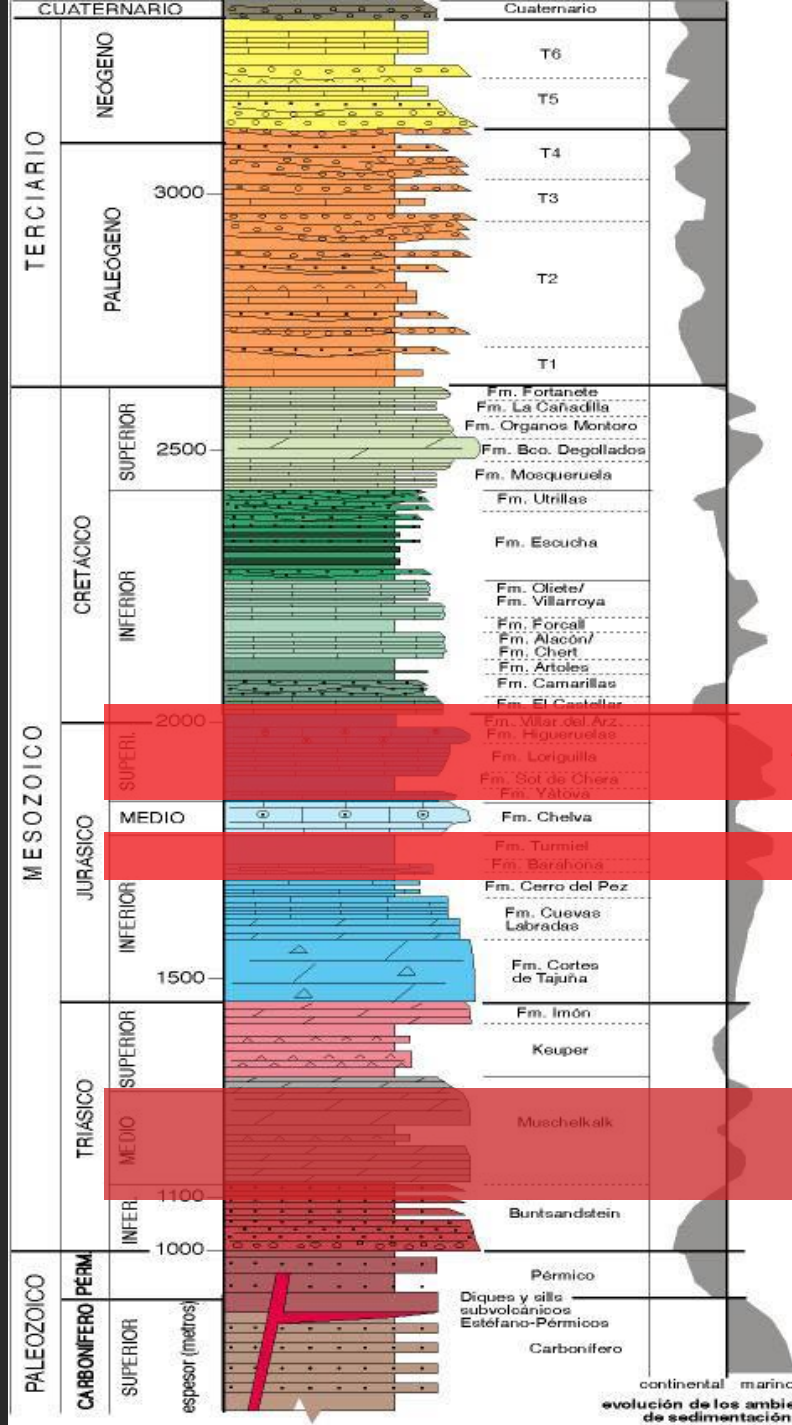 CUATERNARIO
Cuaternario
TERCIARIO
NEÓGENO
T6
T5
PALEÓGENO
T4
3000
T3
T2
T1
MESOZOICO
CRETÁCICO
SUPERIOR
Fm. Fortanete
Fm. La Cañadilla
Fm. Organos Montoro
2500
Fm. Bco. Degollados
Fm. Mosqueruela
INFERIOR
Fm. Utrillas
Fm. Escucha
Fm. Oliete/
Fm. Villarroya
Fm. Forcall
Fm. Alacón/
Fm. Chert
Fm. Artoles
Fm. Camarillas
Fm. El Castellar
2000
JURÁSICO
SUPERI.
Fm. Villar del Arz.
Fm. Higueruelas
Fm. Loriguilla
Fm. Sot de Chera
Fm. Yátova
MEDIO
Fm. Chelva
INFERIOR
Fm. Turmiel
Fm. Barahona
Fm. Cerro del Pez
Fm. Cuevas
Labradas
Fm. Cortes
de Tajuña
1500
TRIÁSICO
SUPERIOR
Fm. Imón
Keuper
MEDIO
Muschelkalk
1100
INFER.
Buntsandstein
1000
PALEOZOICO
PÉRM.
Pérmico
CARBONÍFERO
SUPERIOR
espesor (metros)
Diques y sills
subvolcánicos
Estéfano-Pérmicos
Carbonífero
continental marino
evolución de los ambie
de sedimentación